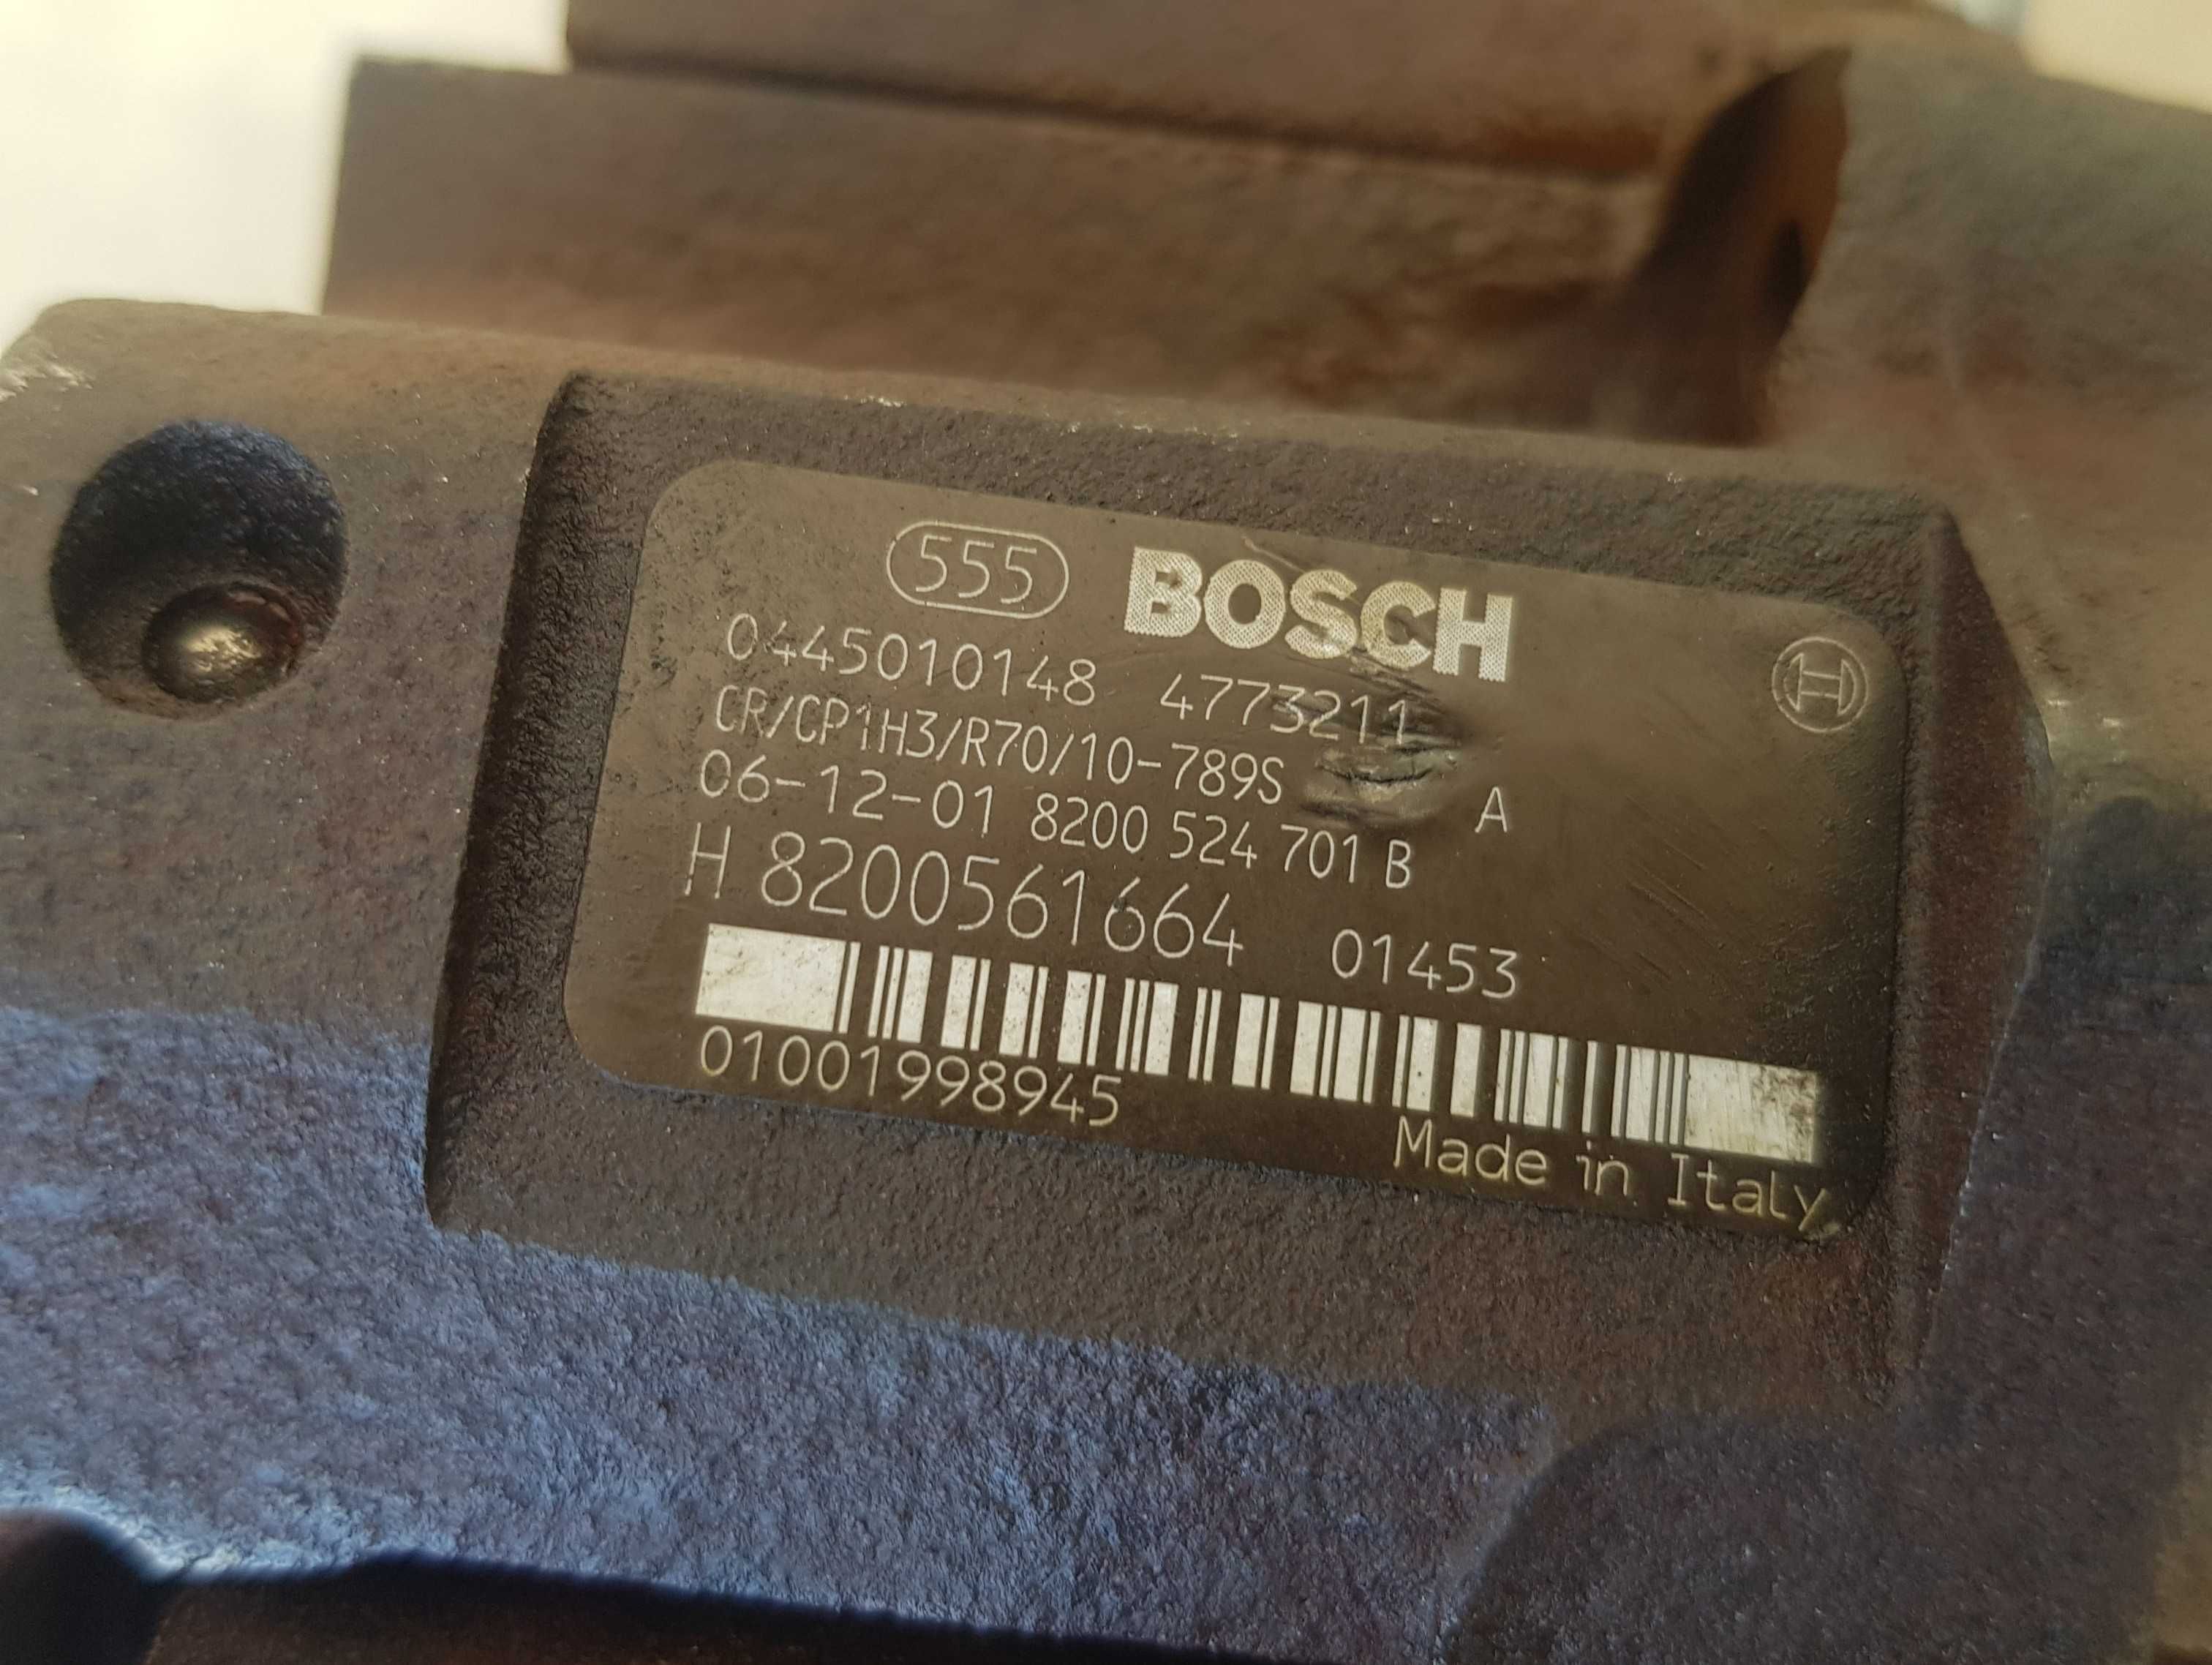 555 BOSCH
0445010148 4773211
CR/CP1H3/R70/10-789S A
06-12-01 8200 524 701 B
H 8200561664 01453
01001998945
Made in Italy